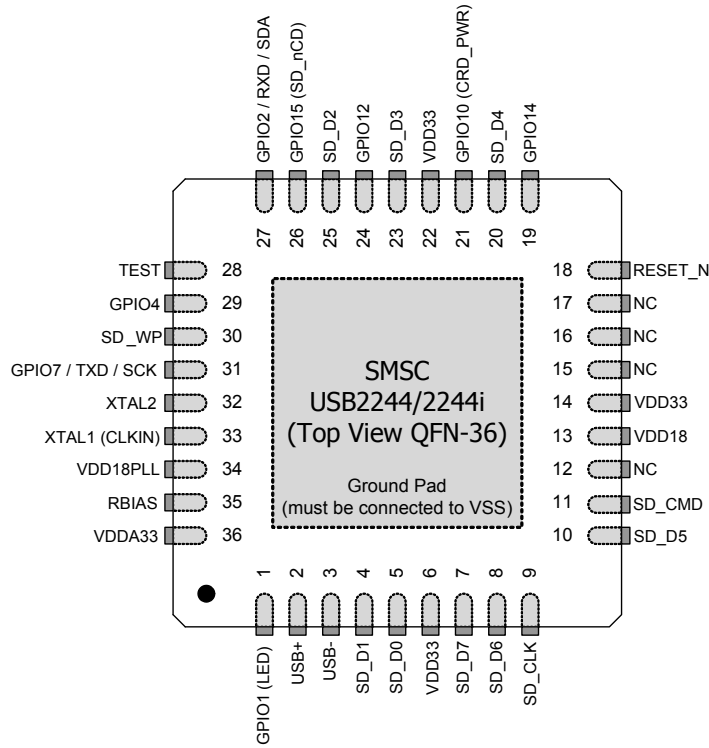 GPIO2 / RXD / SDA
GPIO15 (SD_nCD)
SD_D2
GPIO12
SD_D3
VDD33
GPIO10 (CRD_PWR)
SD_D4
GPIO14
27
26
25
24
23
22
21
20
19
TEST 28
GPIO4 29
SD_WP 30
GPIO7 / TXD / SCK 31
XTAL2 32
XTAL1 (CLKIN) 33
VDD18PLL 34
RBIAS 35
VDDA33 36
SMSC
USB2244/2244i
(Top View QFN-36)
Ground Pad
(must be connected to VSS)
18 RESET_N
17 NC
16 NC
15 NC
14 VDD33
13 VDD18
12 NC
11 SD_CMD
10 SD_D5
1
2
3
4
5
6
7
8
9
GPIO1 (LED)
USB+
USB-
SD_D1
SD_D0
VDD33
SD_D7
SD_D6
SD_CLK